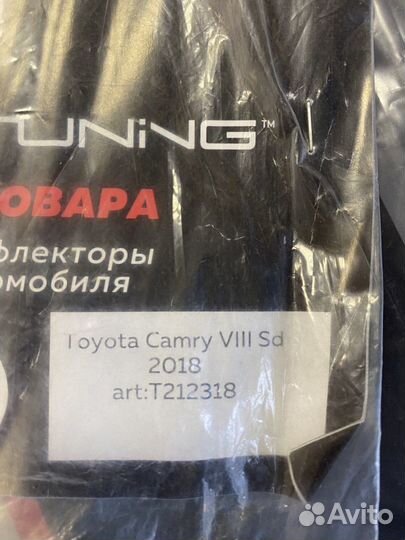 TUNiNG™
ОВАРА
флекторы
омобиля
Toyota Camry VIII Sd
2018
art:T212318
Avito